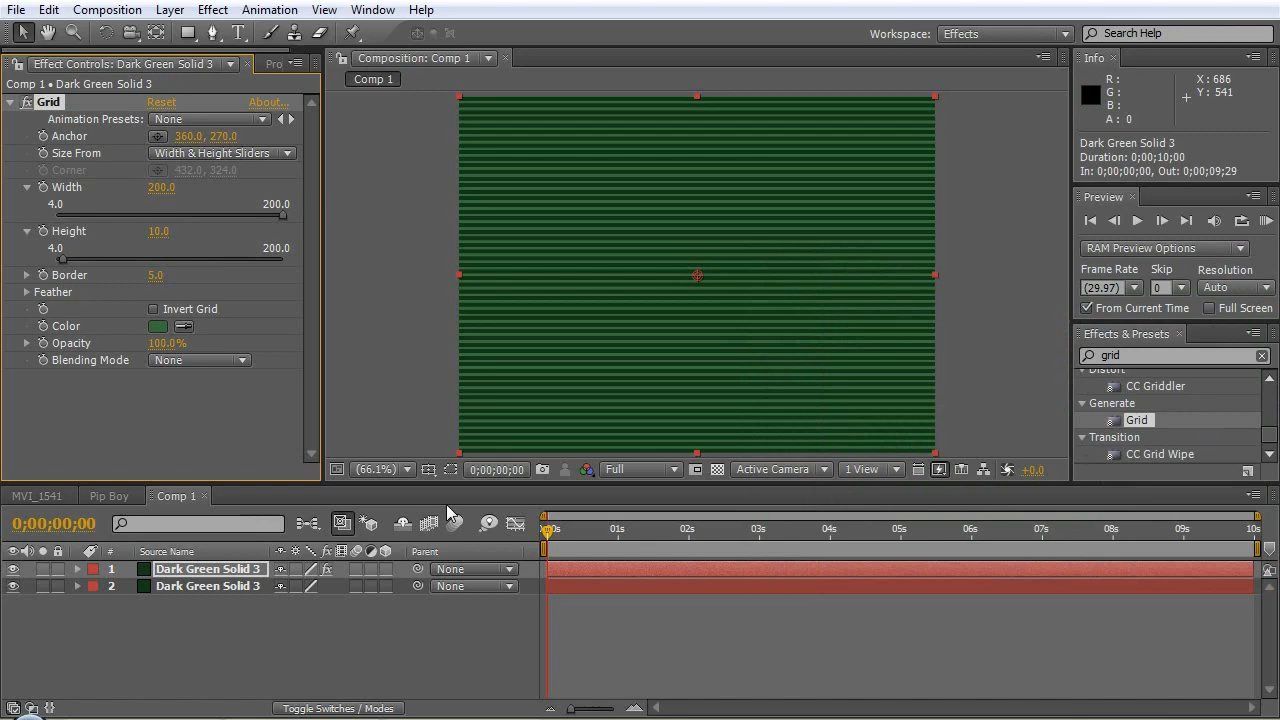 File Edit Composition Layer Effect Animation View Window Help
Workspace: Effects Search Help
Effect Controls: Dark Green Solid 3 Pro
Comp 1 • Dark Green Solid 3
Grid Reset About...
Animation Presets: None
Anchor 360.0, 270.0
Size From Width & Height Sliders
Corner 432.0, 324.0
Width 200.0
4.0 200.0
Height 10.0
4.0 200.0
Border 5.0
Feather
Invert Grid
Color
Opacity 100.0%
Blending Mode None
Composition: Comp 1
Comp 1
(66.1%) 0;00;00;00 Full Active Camera 1 View +0.0
Info
R: X: 686
G: Y: 541
B:
A: 0
Dark Green Solid 3
Duration: 0;00;10;00
In: 0;00;00;00, Out: 0;00;09;29
Preview
RAM Preview Options
Frame Rate Skip Resolution
(29.97) 0 Auto
From Current Time Full Screen
Effects & Presets
grid
Distort
CC Griddler
Generate
Grid
Transition
CC Grid Wipe
MVI_1541 Pip Boy Comp 1
0;00;00;00
00s 01s 02s 03s 04s 05s 06s 07s 08s 09s 10s
# Source Name Parent
1 Dark Green Solid 3 None
2 Dark Green Solid 3 None
Toggle Switches / Modes